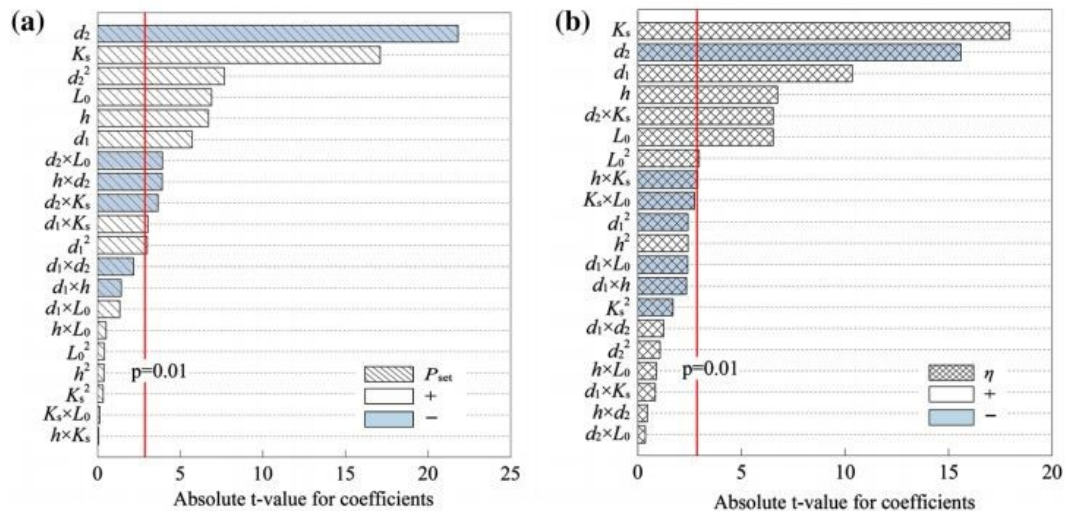 (a)
d₂
Kₛ
d₂²
L₀
h
d₁
d₂×L₀
h×d₂
d₂×Kₛ
d₁×Kₛ
d₁²
d₁×d₂
d₁×h
d₁×L₀
h×L₀
L₀²
h²
Kₛ²
Kₛ×L₀
h×Kₛ
p=0.01
Pₛₑₜ
+
−
0 5 10 15 20 25
Absolute t-value for coefficients
(b)
Kₛ
d₂
d₁
h
d₂×Kₛ
L₀
L₀²
h×Kₛ
Kₛ×L₀
d₁²
h²
d₁×L₀
d₁×h
Kₛ²
d₁×d₂
d₂²
h×L₀
d₁×Kₛ
h×d₂
d₂×L₀
p=0.01
η
+
−
0 5 10 15 20
Absolute t-value for coefficients